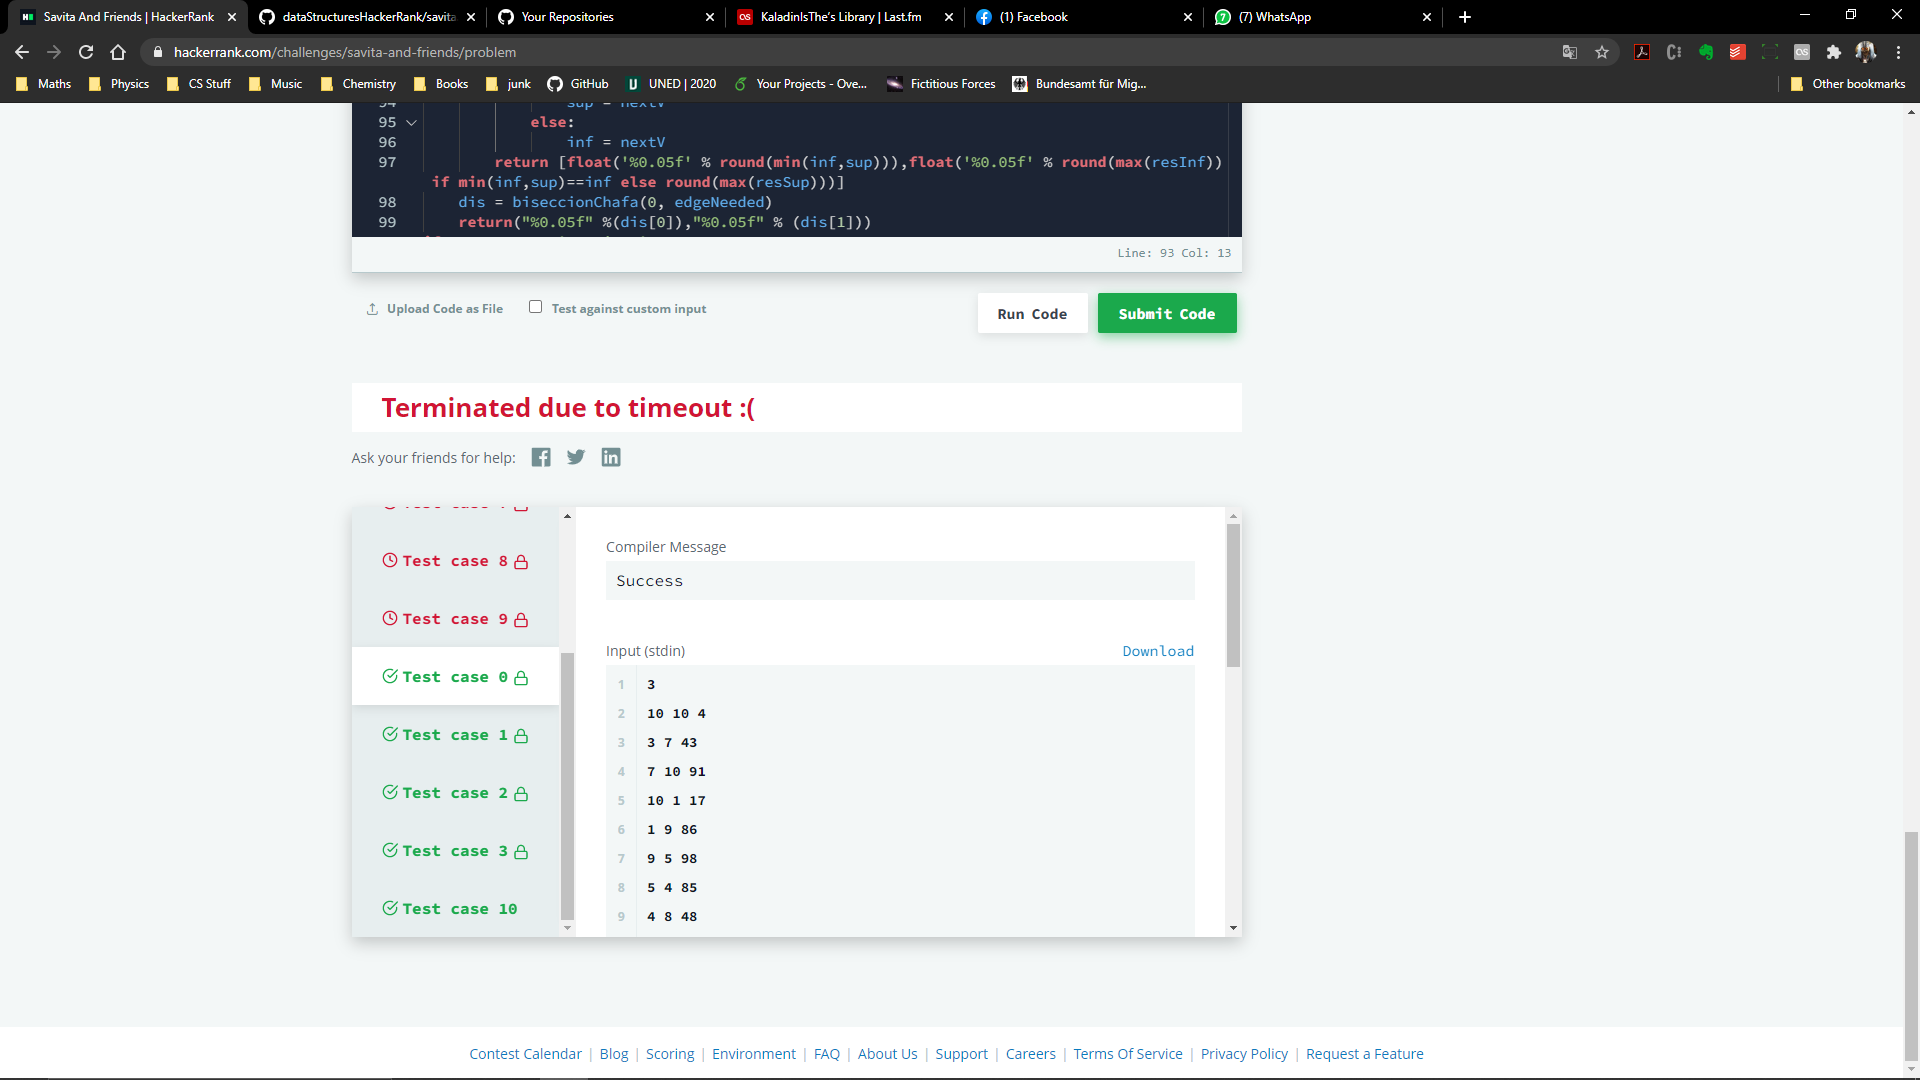 Savita And Friends | HackerRank
dataStructuresHackerRank/savita
Your Repositories
KaladinIsThe's Library | Last.fm
(1) Facebook
(7) WhatsApp
hackerrank.com/challenges/savita-and-friends/problem
Maths
Physics
CS Stuff
Music
Chemistry
Books
junk
GitHub
UNED | 2020
Your Projects - Ove...
Fictitious Forces
Bundesamt für Mig...
Other bookmarks
94 sup = nextV
95 else:
96 inf = nextV
97 return [float('%0.05f' % round(min(inf,sup))),float('%0.05f' % round(max(resInf))
if min(inf,sup)==inf else round(max(resSup)))]
98 dis = biseccionChafa(0, edgeNeeded)
99 return("%0.05f" %(dis[0]),"%0.05f" % (dis[1]))
Line: 93 Col: 13
Upload Code as File
Test against custom input
Run Code
Submit Code
Terminated due to timeout :(
Ask your friends for help:
Test case 8
Test case 9
Test case 0
Test case 1
Test case 2
Test case 3
Test case 10
Compiler Message
Success
Input (stdin)
Download
1 3
2 10 10 4
3 3 7 43
4 7 10 91
5 10 1 17
6 1 9 86
7 9 5 98
8 5 4 85
9 4 8 48
Contest Calendar | Blog | Scoring | Environment | FAQ | About Us | Support | Careers | Terms Of Service | Privacy Policy | Request a Feature